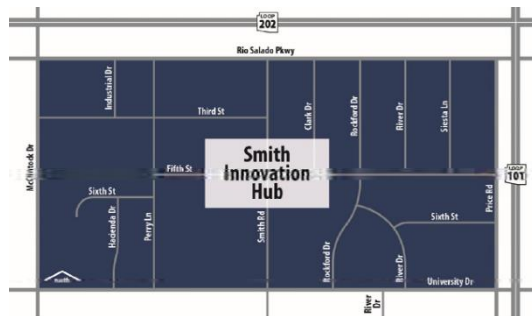 LOOP
202
Rio Salado Pkwy
Industrial Dr
Third St
Clark Dr
Rockford Dr
River Dr
Siesta Ln
McClintock Dr
Fifth St
Smith
Innovation
Hub
LOOP
101
Sixth St
Hacienda Dr
Perry Ln
Smith Rd
Rockford Dr
River Dr
Sixth St
Price Rd
University Dr
north
River
Dr